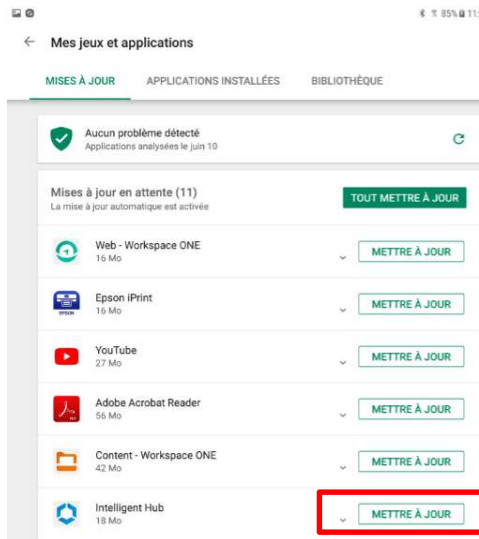 85% 11:
Mes jeux et applications
MISES À JOUR APPLICATIONS INSTALLÉES BIBLIOTHÈQUE
Aucun problème détecté
Applications analysées le juin 10
Mises à jour en attente (11)
TOUT METTRE À JOUR
La mise à jour automatique est activée
Web - Workspace ONE
16 Mo
METTRE À JOUR
Epson iPrint
16 Mo
METTRE À JOUR
EPSON
YouTube
27 Mo
METTRE À JOUR
Adobe Acrobat Reader
56 Mo
METTRE À JOUR
Content - Workspace ONE
42 Mo
METTRE À JOUR
Intelligent Hub
18 Mo
METTRE À JOUR